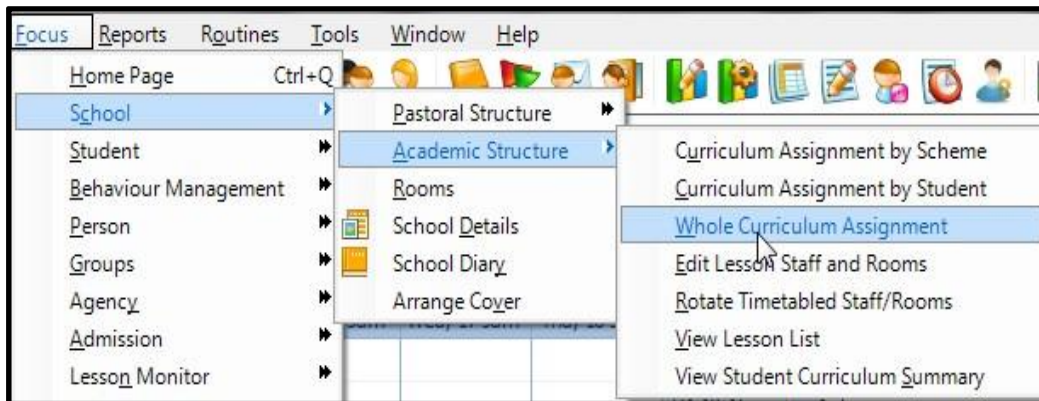 Focus Reports Routines Tools Window Help
Home Page Ctrl+Q
School
Student
Behaviour Management
Person
Groups
Agency
Admission
Lesson Monitor
Pastoral Structure
Academic Structure
Rooms
School Details
School Diary
Arrange Cover
Curriculum Assignment by Scheme
Curriculum Assignment by Student
Whole Curriculum Assignment
Edit Lesson Staff and Rooms
Rotate Timetabled Staff/Rooms
View Lesson List
View Student Curriculum Summary